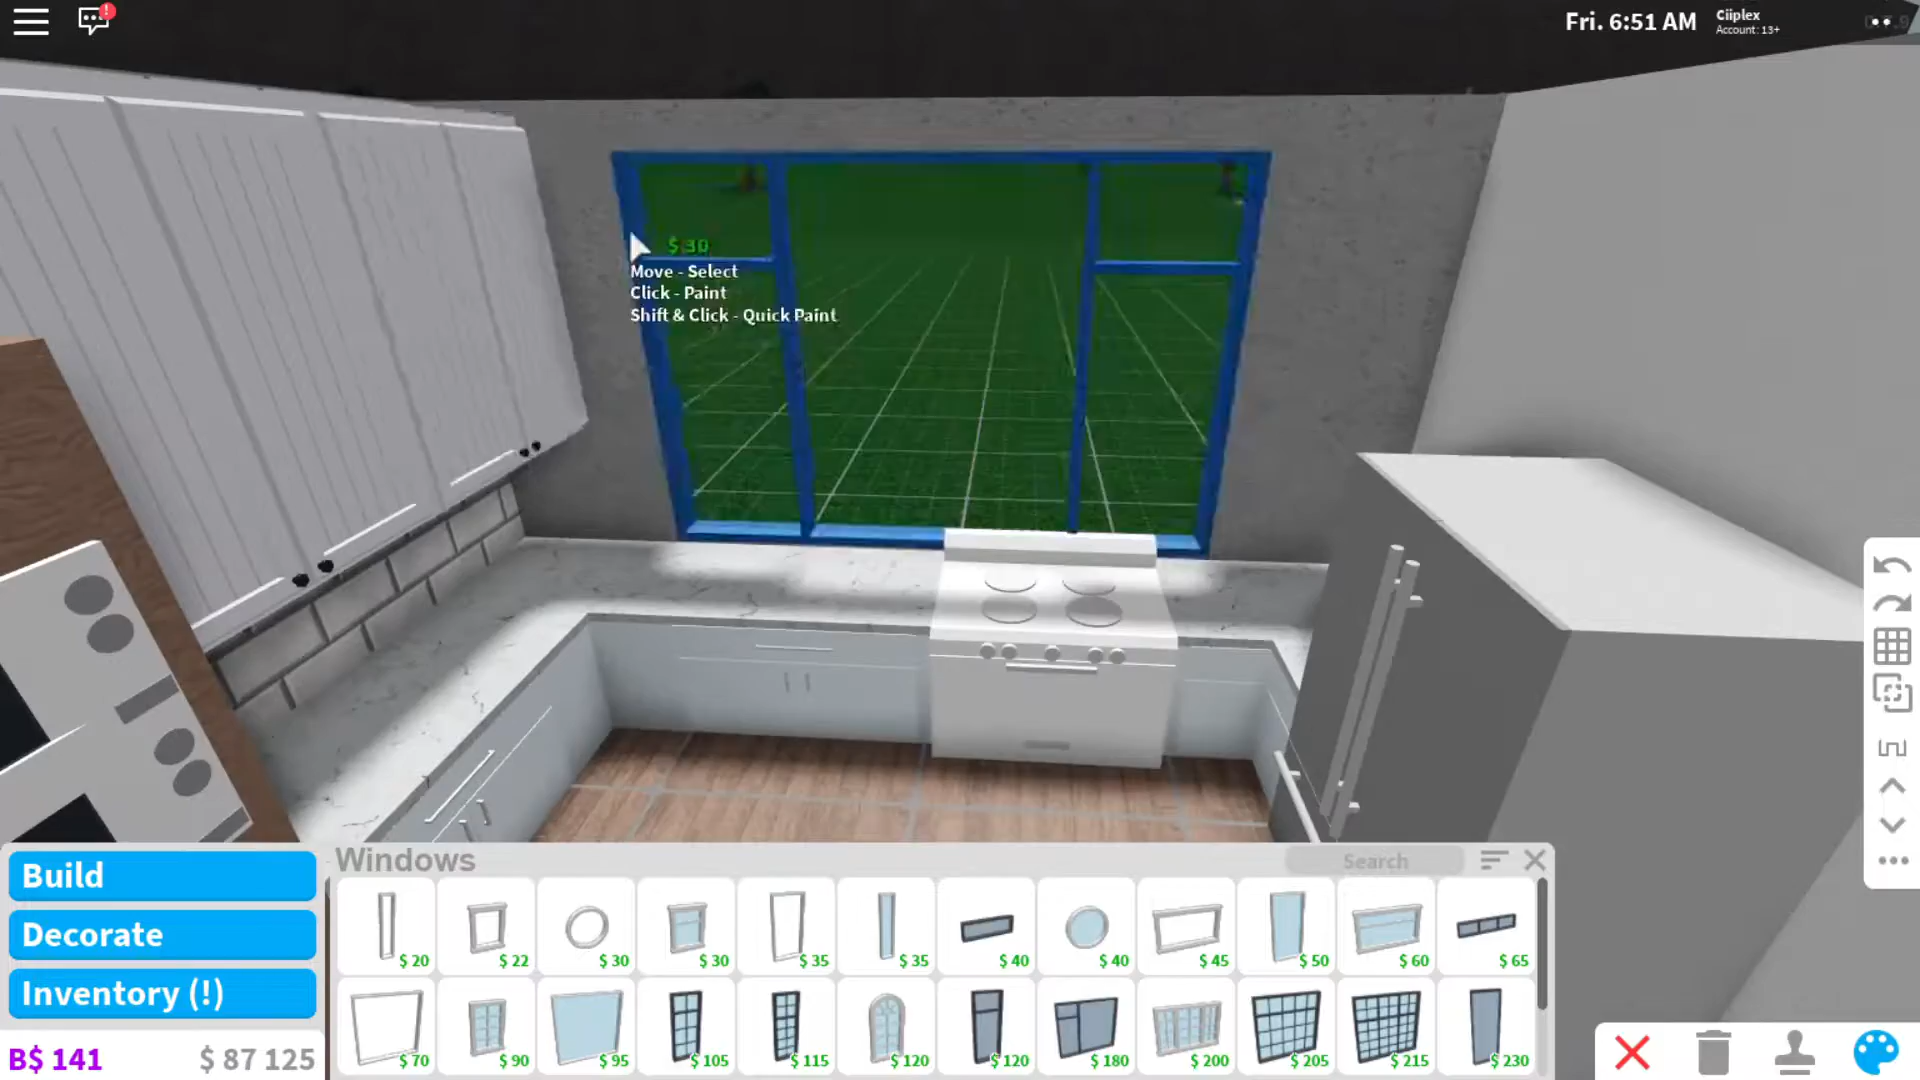 Fri. 6:51 AM
Ciiplex
Account: 13+
$ 30
Move - Select
Click - Paint
Shift & Click - Quick Paint
Build
Decorate
Inventory (!)
B$ 141
$ 87 125
Windows
Search
$ 20
$ 22
$ 30
$ 30
$ 35
$ 35
$ 40
$ 40
$ 45
$ 50
$ 60
$ 65
$ 70
$ 90
$ 95
$ 105
$ 115
$ 120
$ 120
$ 180
$ 200
$ 205
$ 215
$ 230